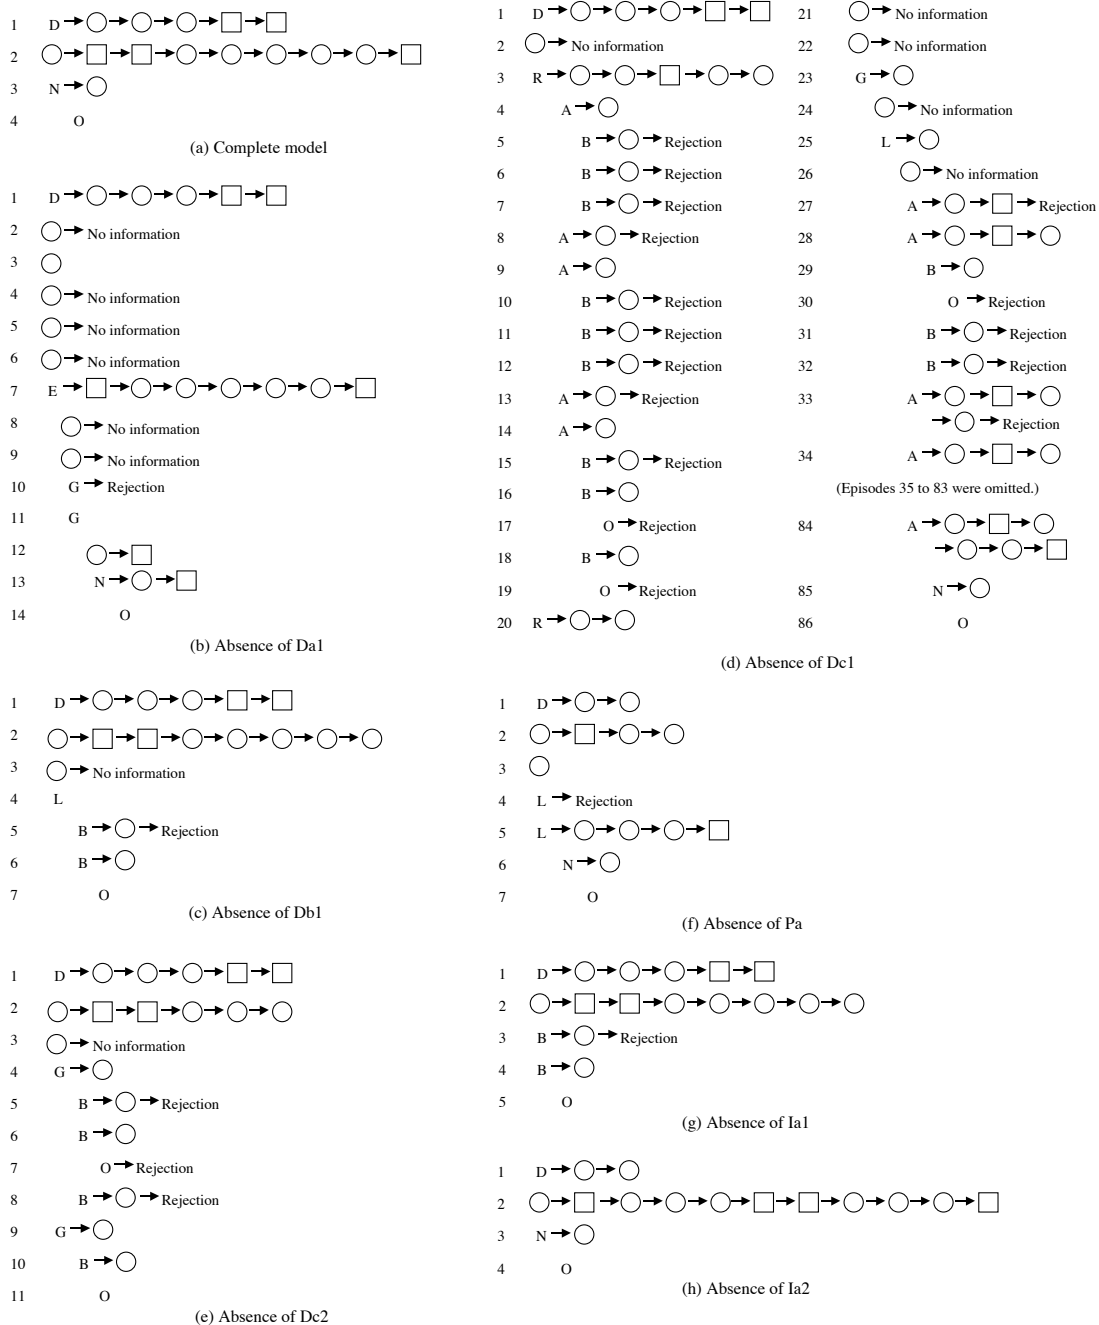 1 D
2
3 N
4 O
(a) Complete model
1 D
2 No information
3
4 No information
5 No information
6 No information
7 E
8 No information
9 No information
10 G Rejection
11 G
12
13 N
14 O
(b) Absence of Da1
1 D
2
3 No information
4 L
5 B Rejection
6 B
7 O
(c) Absence of Db1
1 D
2
3 No information
4 G
5 B Rejection
6 B
7 O Rejection
8 B Rejection
9 G
10 B
11 O
(e) Absence of Dc2
1 D
2 No information
3 R
4 A
5 B Rejection
6 B Rejection
7 B Rejection
8 A Rejection
9 A
10 B Rejection
11 B Rejection
12 B Rejection
13 A Rejection
14 A
15 B Rejection
16 B
17 O Rejection
18 B
19 O Rejection
20 R
21 No information
22 No information
23 G
24 No information
25 L
26 No information
27 A Rejection
28 A
29 B
30 O Rejection
31 B Rejection
32 B Rejection
33 A
Rejection
34 A
(Episodes 35 to 83 were omitted.)
84 A
85 N
86 O
(d) Absence of Dc1
1 D
2
3
4 L Rejection
5 L
6 N
7 O
(f) Absence of Pa
1 D
2
3 B Rejection
4 B
5 O
(g) Absence of Ia1
1 D
2
3 N
4 O
(h) Absence of Ia2